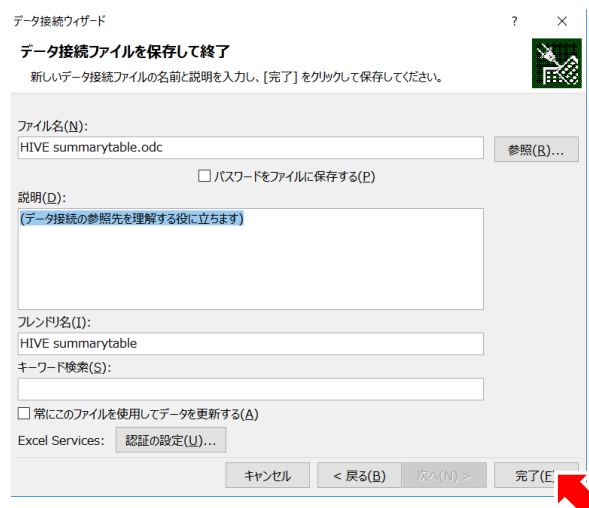 データ接続ウィザード ? ×
データ接続ファイルを保存して終了
新しいデータ接続ファイルの名前と説明を入力し、[完了] をクリックして保存してください。
ファイル名(N):
HIVE summarytable.odc 参照(R)...
パスワードをファイルに保存する(P)
説明(D):
(データ接続の参照先を理解する役に立ちます)
フレンドリ名(I):
HIVE summarytable
キーワード検索(S):
常にこのファイルを使用してデータを更新する(A)
Excel Services: 認証の設定(U)...
キャンセル < 戻る(B) 次へ(N) > 完了(F